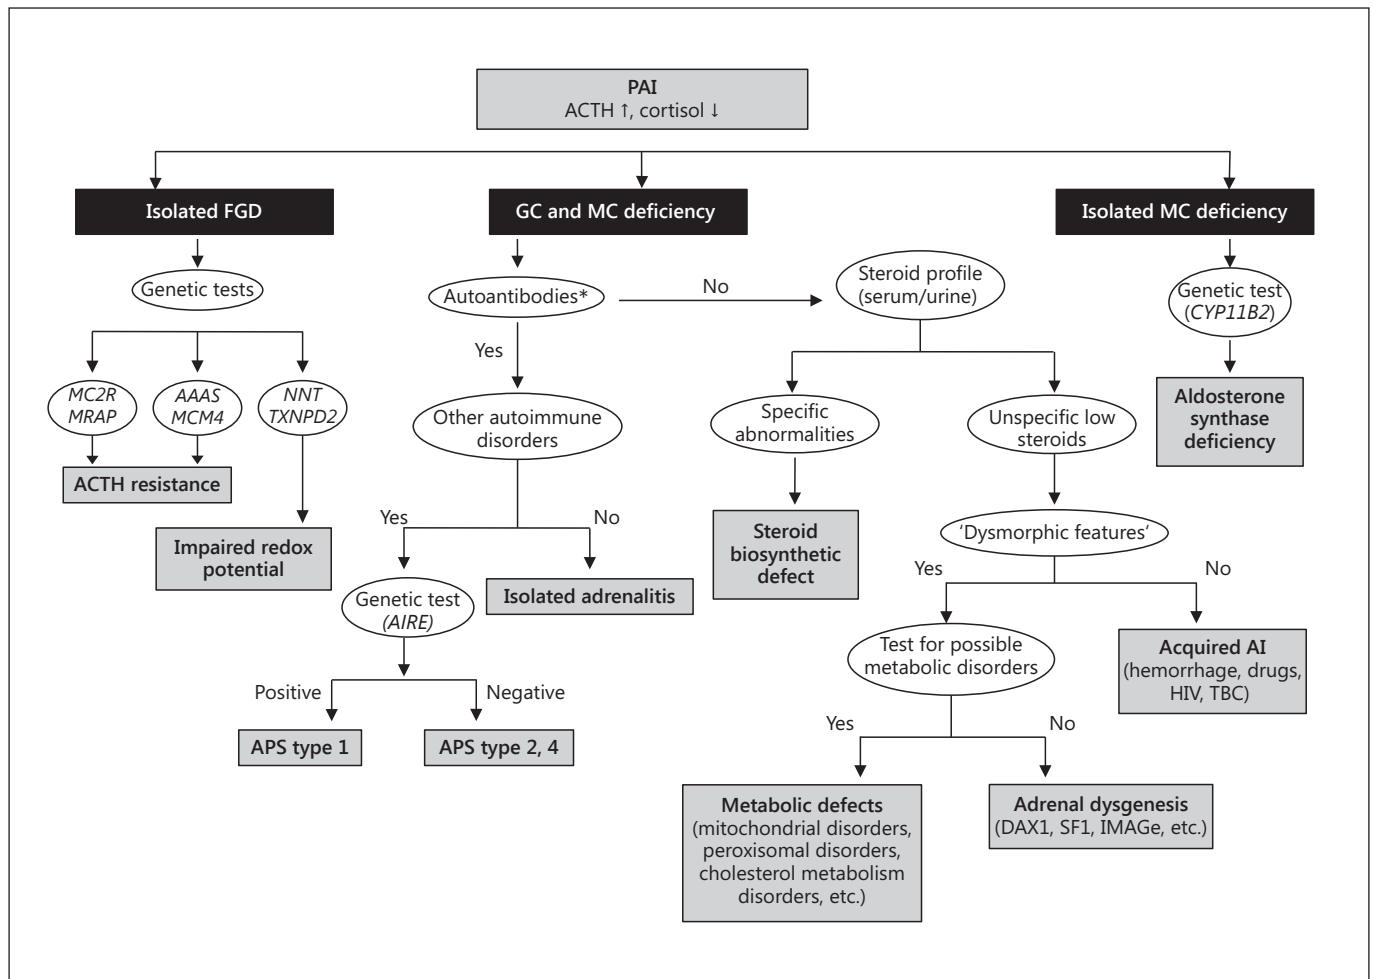 PAI
ACTH ↑, cortisol ↓
Isolated FGD
GC and MC deficiency
Isolated MC deficiency
Genetic tests
Autoantibodies*
No
Steroid profile
(serum/urine)
Genetic test
(CYP11B2)
Yes
MC2R
MRAP
AAAS
MCM4
NNT
TXNPD2
Other autoimmune
disorders
Specific
abnormalities
Unspecific low
steroids
Aldosterone
synthase
deficiency
ACTH resistance
Yes
No
Impaired redox
potential
Steroid
biosynthetic
defect
‘Dysmorphic features‘
Yes
No
Genetic test
(AIRE)
Isolated adrenalitis
Test for possible
metabolic disorders
Acquired AI
(hemorrhage, drugs,
HIV, TBC)
Positive
Negative
Yes
No
APS type 1
APS type 2, 4
Metabolic defects
(mitochondrial disorders,
peroxisomal disorders,
cholesterol metabolism
disorders, etc.)
Adrenal dysgenesis
(DAX1, SF1, IMAGe, etc.)